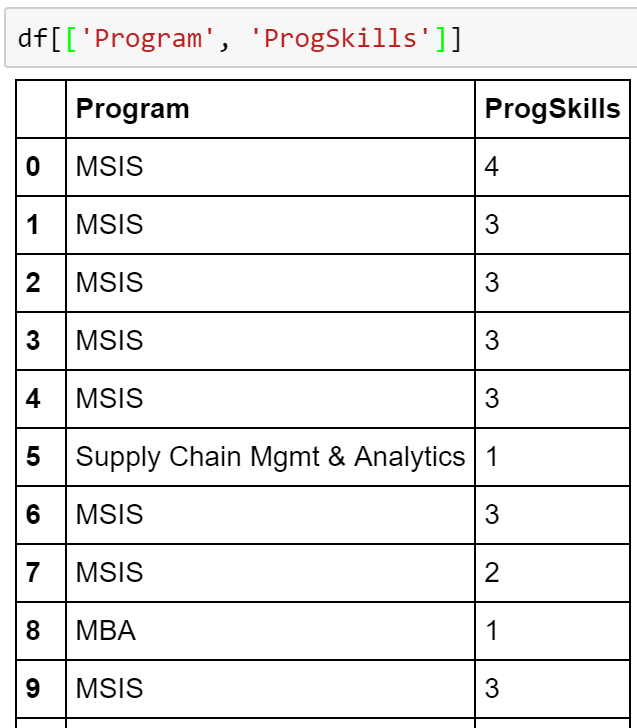 df[['Program', 'ProgSkills']]
Program ProgSkills
0 MSIS 4
1 MSIS 3
2 MSIS 3
3 MSIS 3
4 MSIS 3
5 Supply Chain Mgmt & Analytics 1
6 MSIS 3
7 MSIS 2
8 MBA 1
9 MSIS 3